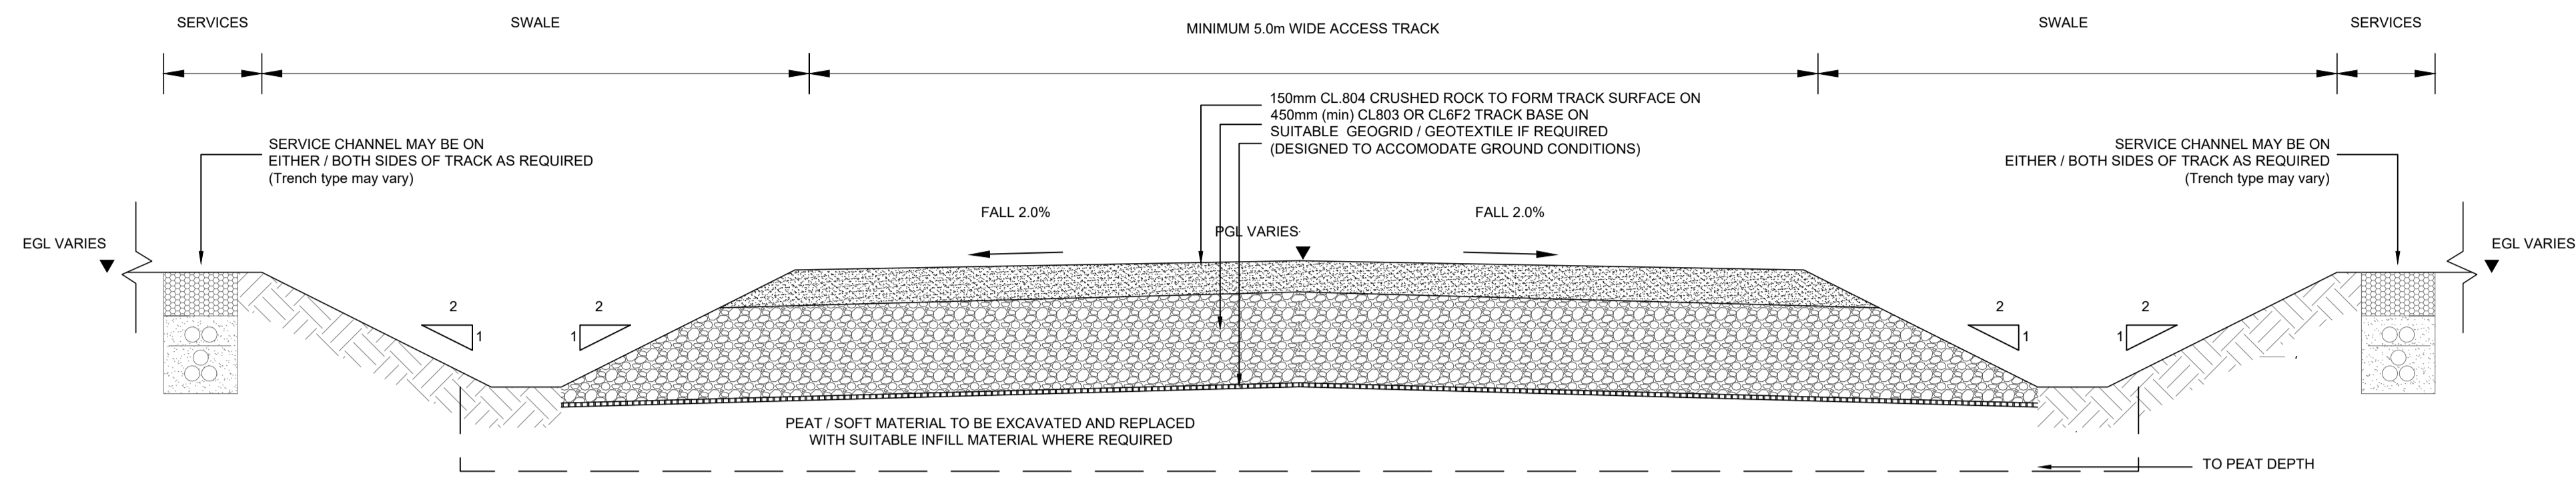 SERVICES
SWALE
MINIMUM 5.0m WIDE ACCESS TRACK
SWALE
SERVICES
150mm CL.804 CRUSHED ROCK TO FORM TRACK SURFACE ON
450mm (min) CL803 OR CL6F2 TRACK BASE ON
SUITABLE GEOGRID / GEOTEXTILE IF REQUIRED
(DESIGNED TO ACCOMODATE GROUND CONDITIONS)
SERVICE CHANNEL MAY BE ON
EITHER / BOTH SIDES OF TRACK AS REQUIRED
(Trench type may vary)
SERVICE CHANNEL MAY BE ON
EITHER / BOTH SIDES OF TRACK AS REQUIRED
(Trench type may vary)
FALL 2.0%
FALL 2.0%
PGL VARIES
EGL VARIES
EGL VARIES
2
1
2
1
2
1
2
1
PEAT / SOFT MATERIAL TO BE EXCAVATED AND REPLACED
WITH SUITABLE INFILL MATERIAL WHERE REQUIRED
TO PEAT DEPTH